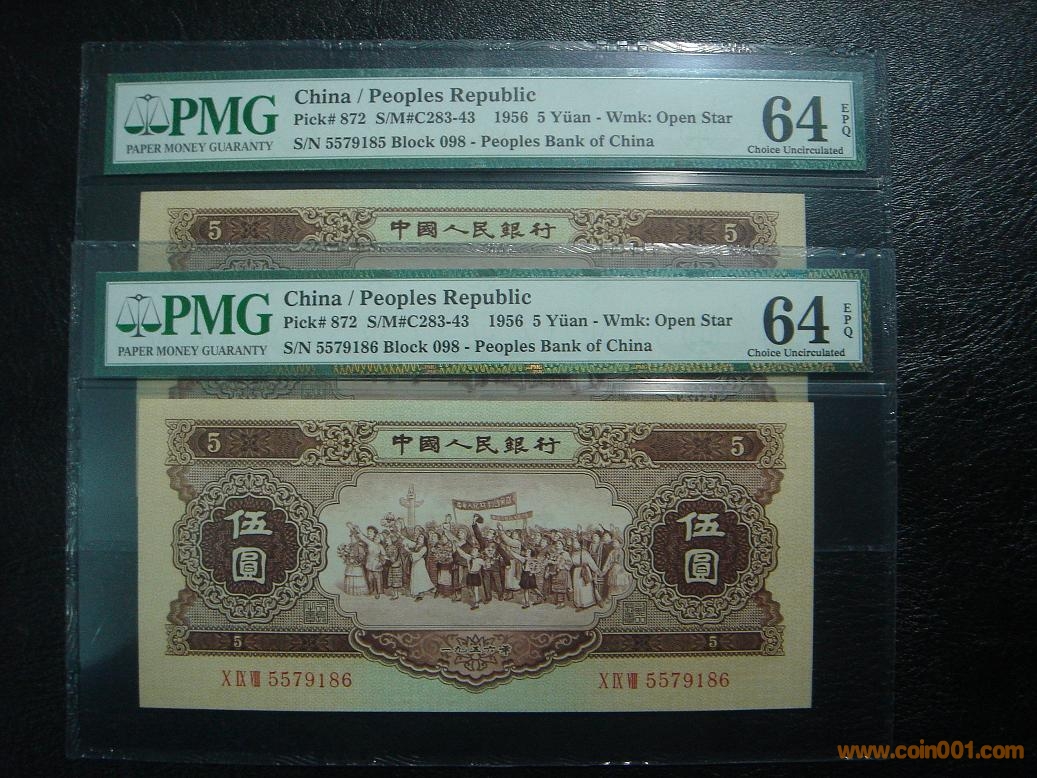 PMG
PAPER MONEY GUARANTY
China / Peoples Republic
Pick# 872 S/M#C283-43 1956 5 Yüan - Wmk: Open Star
S/N 5579185 Block 098 - Peoples Bank of China
64
EPQ
Choice Uncirculated
5 中國人民銀行 5
PMG
PAPER MONEY GUARANTY
China / Peoples Republic
Pick# 872 S/M#C283-43 1956 5 Yüan - Wmk: Open Star
S/N 5579186 Block 098 - Peoples Bank of China
64
EPQ
Choice Uncirculated
5 中國人民銀行 5
伍圓 伍圓
5 5
一九五六年
X IX VIII 5579186 X IX VIII 5579186
www.coin001.com